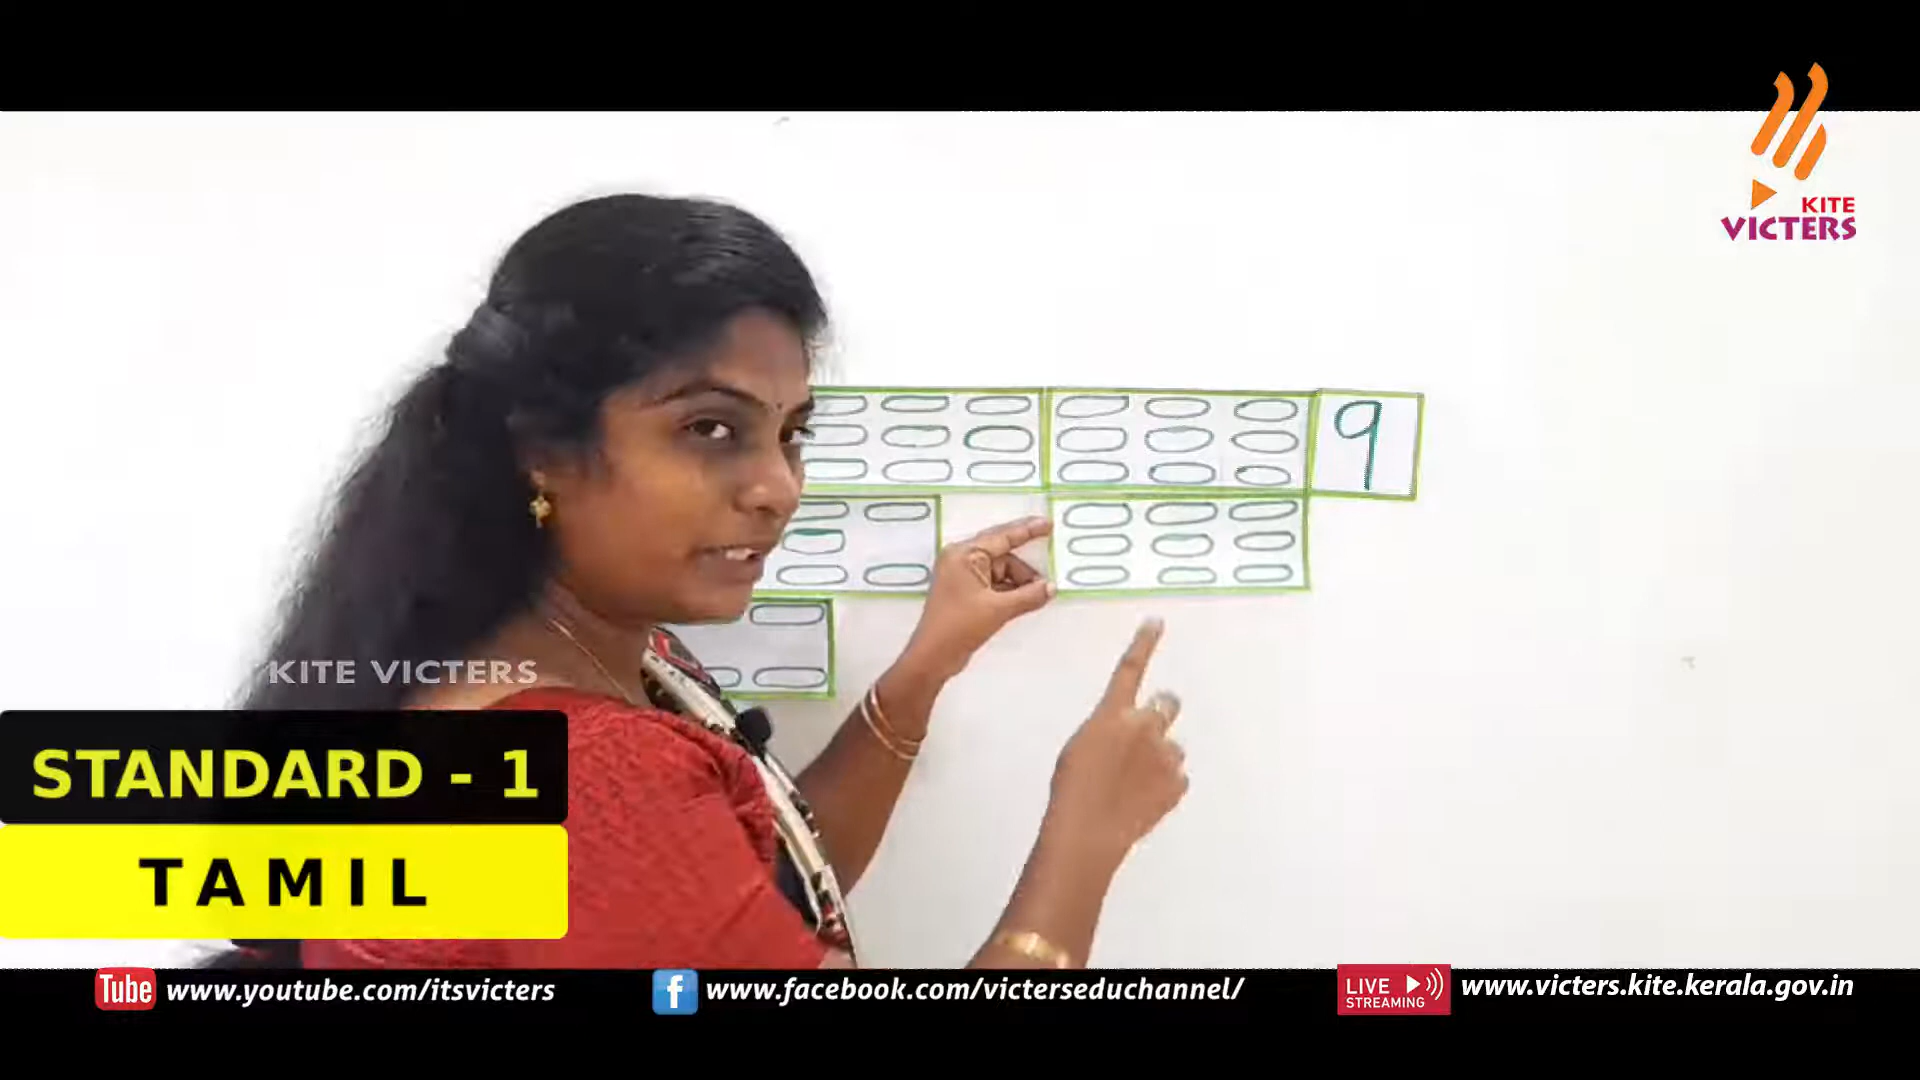 KITE
VICTERS
9
KITE VICTERS
STANDARD - 1
TAMIL
Tube www.youtube.com/itsvicters
f www.facebook.com/victerseduchannel/
LIVE
STREAMING
www.victers.kite.kerala.gov.in